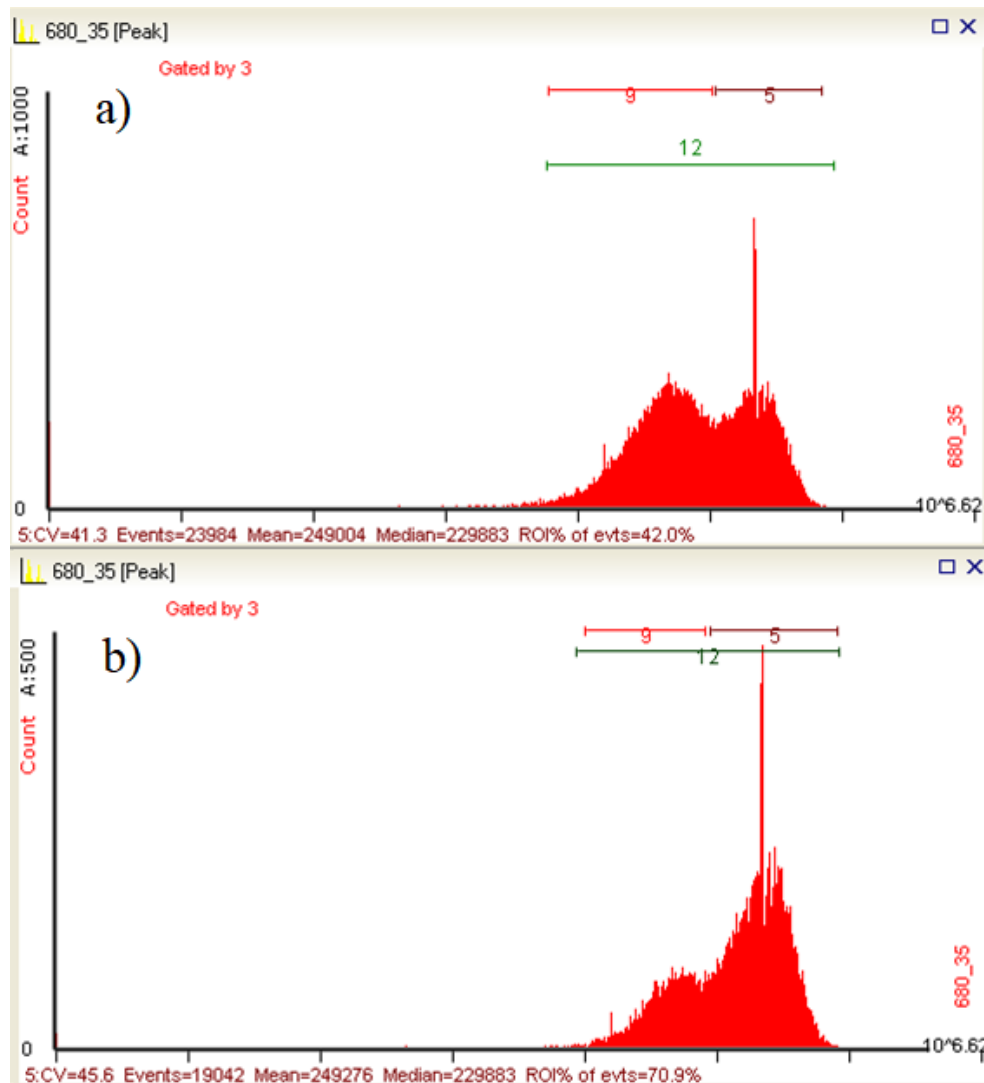 680_35 [Peak]
Gated by 3
a)
9 5
12
Count A:1000
680_35
0
10^6.62
5:CV=41.3 Events=23984 Mean=249004 Median=229883 ROI% of evts=42.0%
680_35 [Peak]
Gated by 3
b)
9 5
12
Count A:500
680_35
0
10^6.62
5:CV=45.6 Events=19042 Mean=249276 Median=229883 ROI% of evts=70.9%